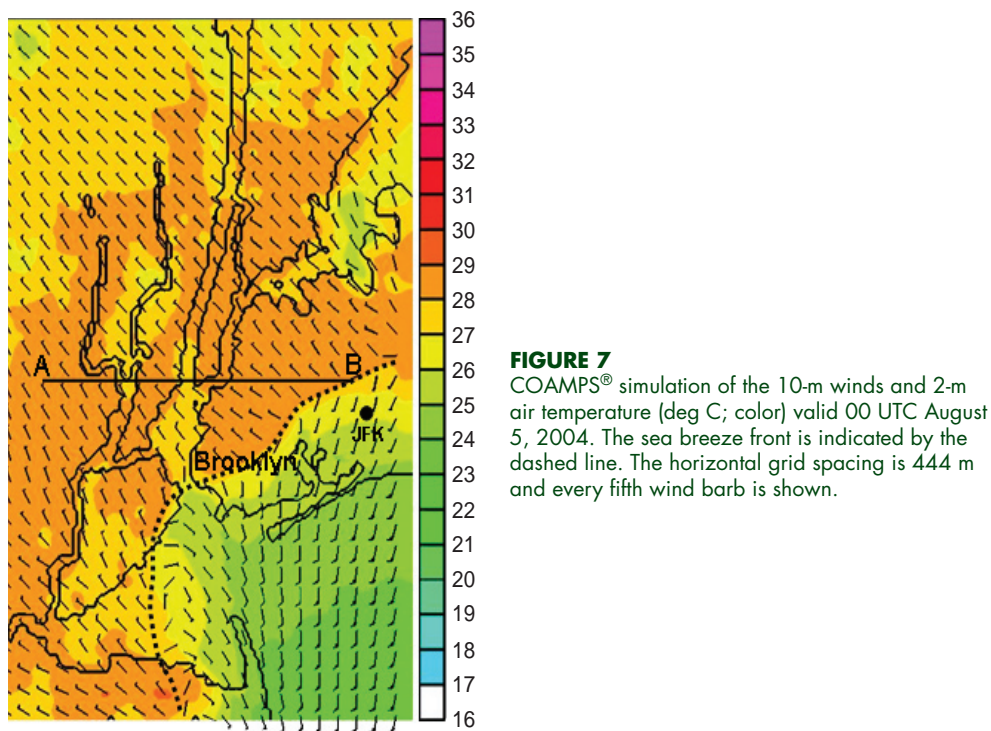 36
35
34
33
32
31
30
29
28
27
26
25
24
23
22
21
20
19
18
17
16
A
B
JFK
Brooklyn
FIGURE 7
COAMPS® simulation of the 10-m winds and 2-m
air temperature (deg C; color) valid 00 UTC August
5, 2004. The sea breeze front is indicated by the
dashed line. The horizontal grid spacing is 444 m
and every fifth wind barb is shown.